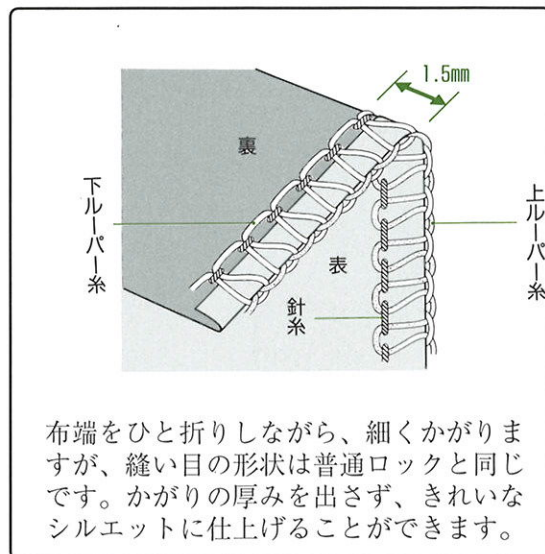 1.5mm
裏
下ルーパー糸
表
針糸
上ルーパー糸
布端をひと折りしながら、細くかがりま
すが、縫い目の形状は普通ロックと同じ
です。かがりの厚みを出さず、きれいな
シルエットに仕上げることができます。